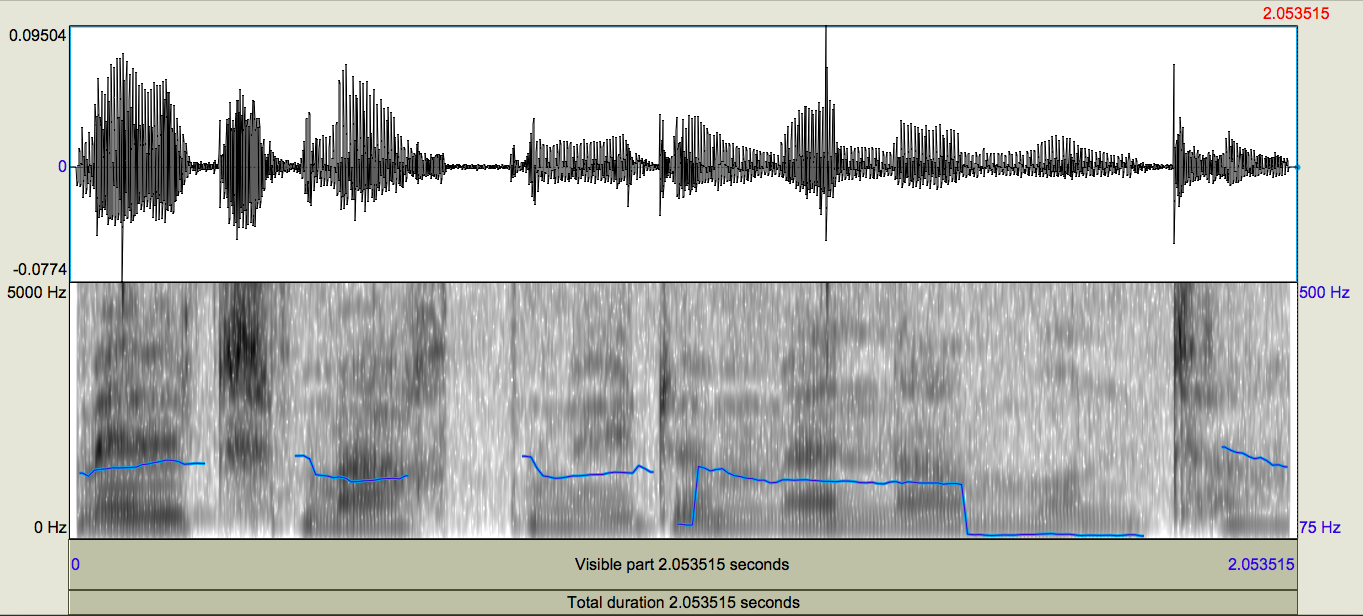 2.053515
0.09504
0
-0.0774
5000 Hz
500 Hz
0 Hz
75 Hz
0
Visible part 2.053515 seconds
2.053515
Total duration 2.053515 seconds